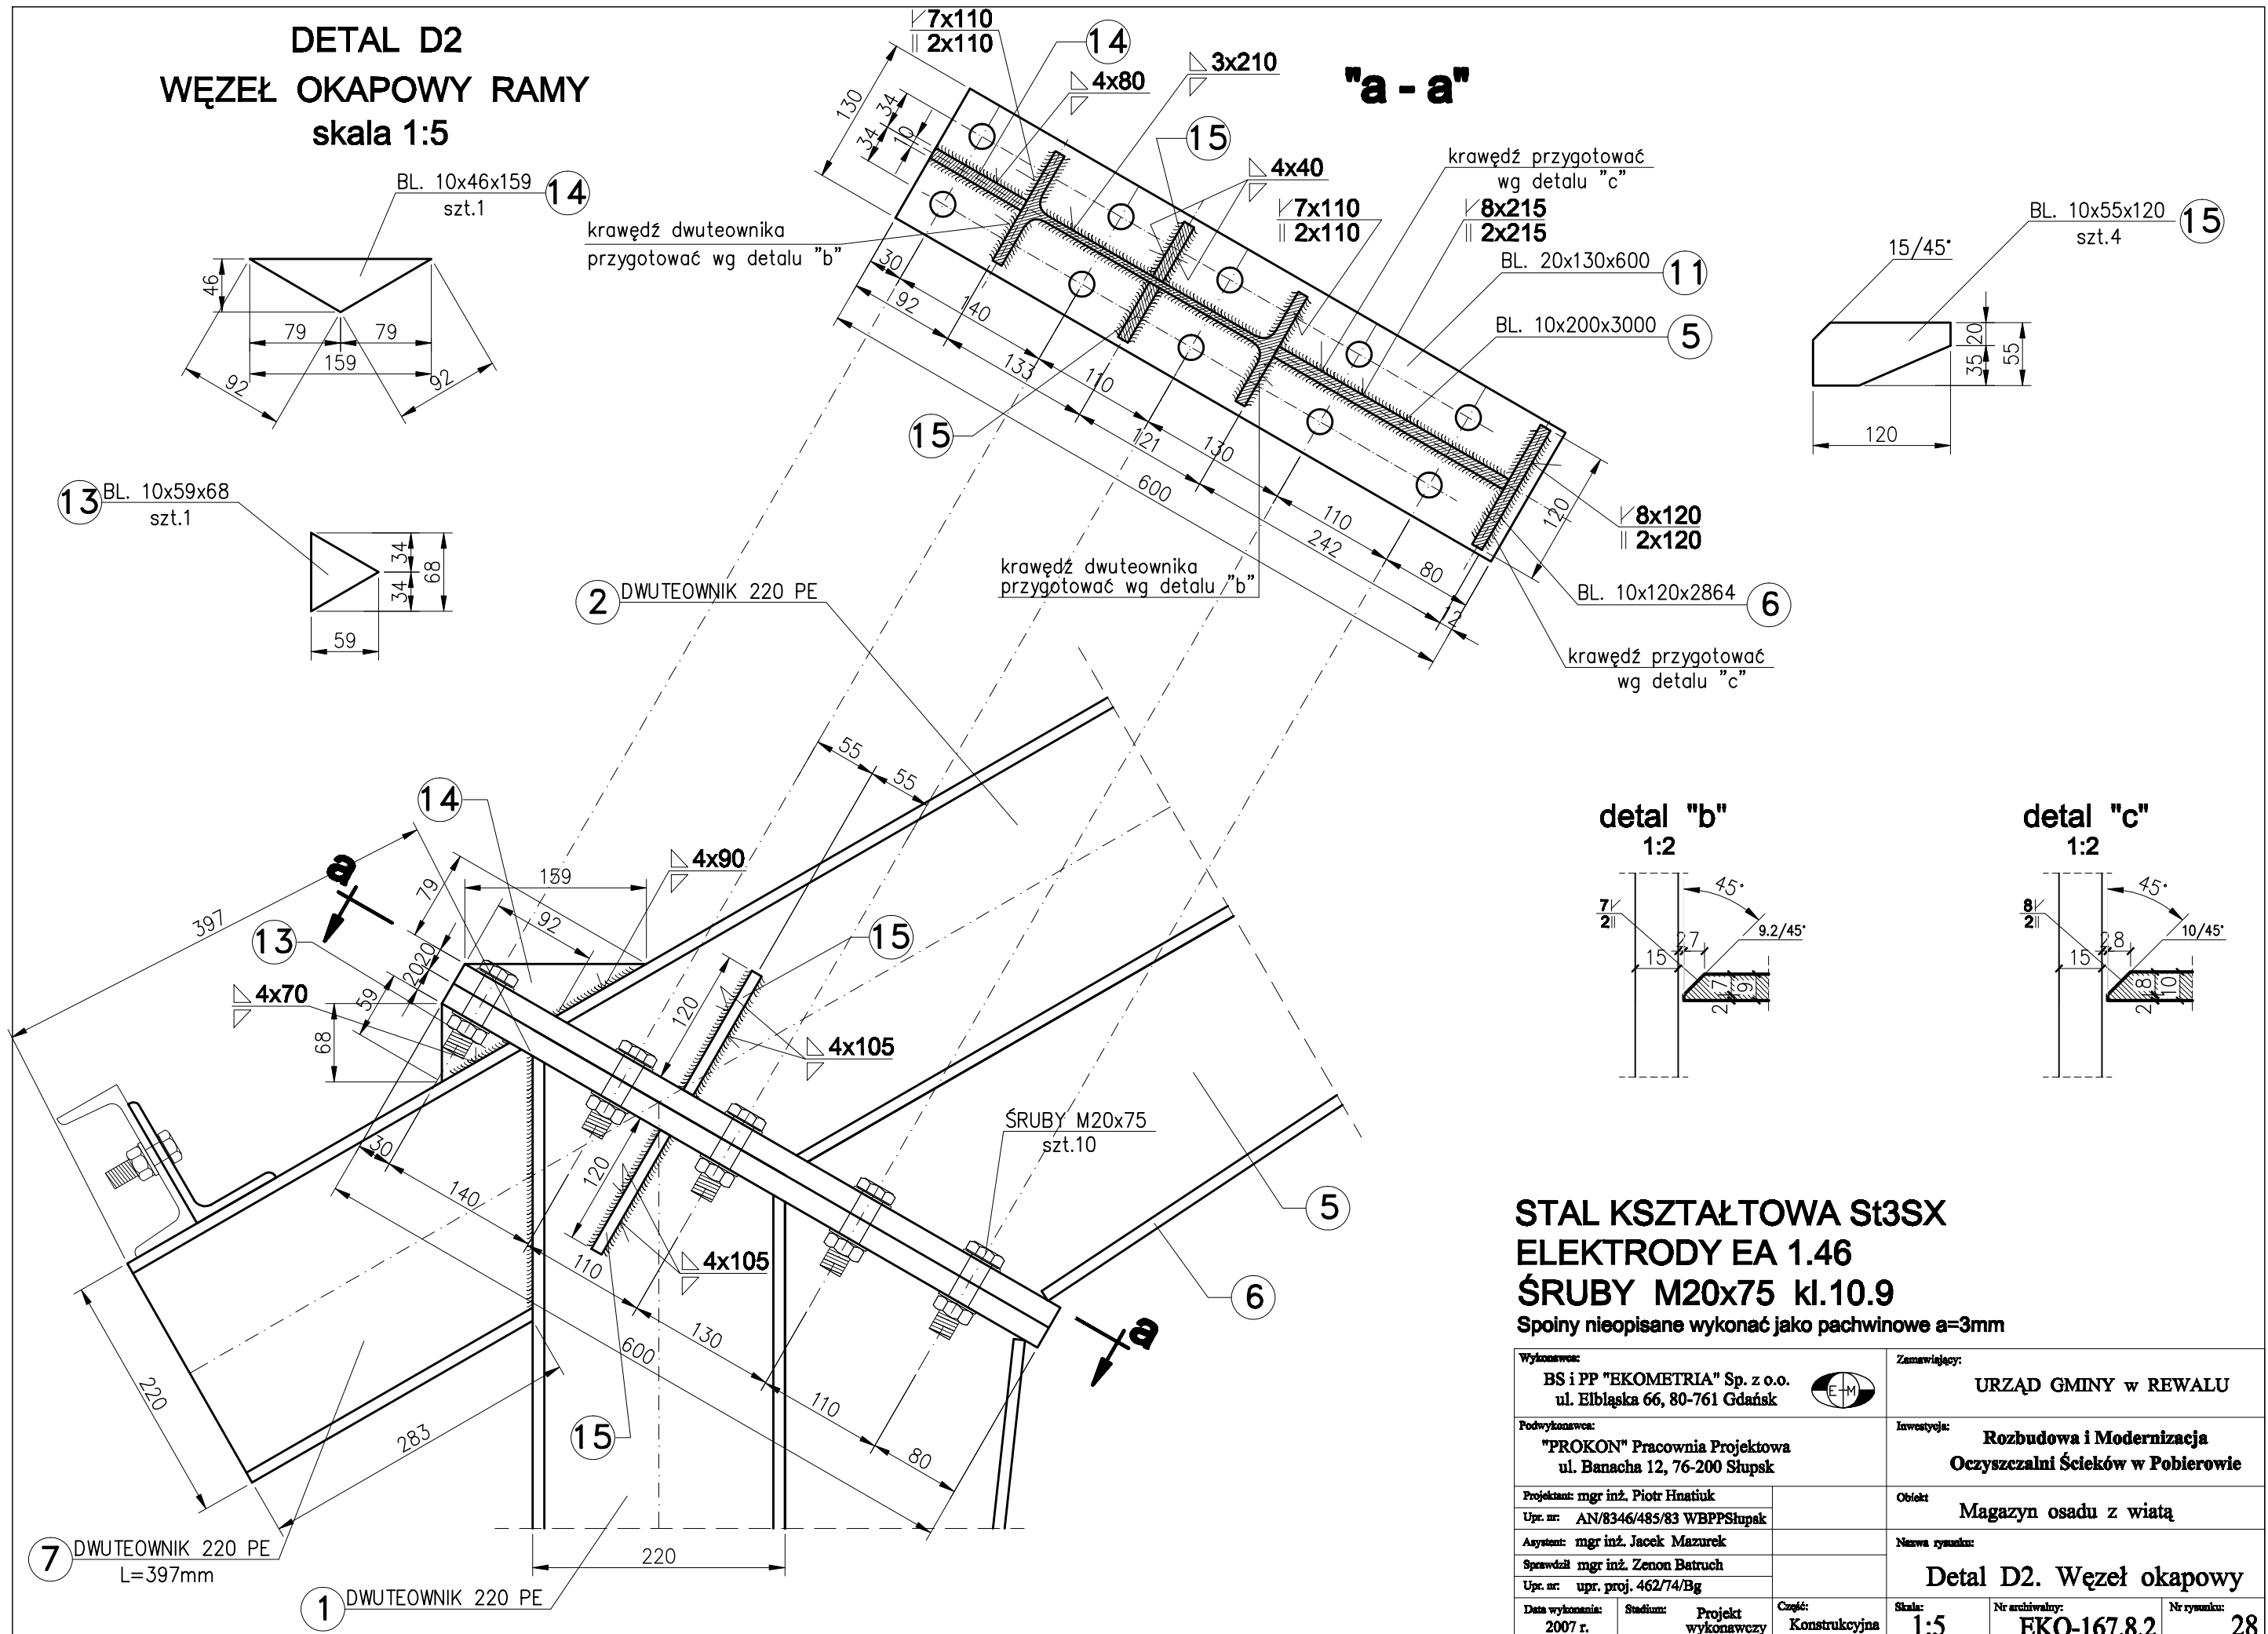 DETAL D2
WĘZEŁ OKAPOWY RAMY
skala 1:5
BL. 10x46x159
szt.1
14
46
79
79
159
92
92
13
BL. 10x59x68
szt.1
34
34
68
59
"a - a"
7x110
2x110
14
4x80
3x210
15
4x40
7x110
2x110
krawędź przygotować
wg detalu "c"
8x215
2x215
BL. 20x130x600
11
BL. 10x200x3000
5
krawędź dwuteownika
przygotować wg detalu "b"
130
34
34
10
30
92
140
133
110
121
130
600
110
242
80
12
120
15
krawędź dwuteownika
przygotować wg detalu "b"
8x120
2x120
BL. 10x120x2864
6
krawędź przygotować
wg detalu "c"
BL. 10x55x120
szt.4
15
15/45°
20
35
55
120
2
DWUTEOWNIK 220 PE
55
55
14
a
397
159
79
92
4x90
13
20
20
59
4x70
68
15
120
4x105
120
4x105
ŚRUBY M20x75
szt.10
5
6
a
30
140
110
130
600
110
80
220
283
15
7
DWUTEOWNIK 220 PE
L=397mm
1
DWUTEOWNIK 220 PE
220
detal "b"
1:2
45°
7
2
2
7
9.2/45°
15
7
9
2
detal "c"
1:2
45°
8
2
2
8
10/45°
15
8
10
2
STAL KSZTAŁTOWA St3SX
ELEKTRODY EA 1.46
ŚRUBY M20x75 kl.10.9
Spoiny nieopisane wykonać jako pachwinowe a=3mm
Wykonawca:
BS i PP "EKOMETRIA" Sp. z o.o.
ul. Elbląska 66, 80-761 Gdańsk
E-M
Zamawiający:
URZĄD GMINY w REWALU
Podwykonawca:
"PROKON" Pracownia Projektowa
ul. Banacha 12, 76-200 Słupsk
Inwestycja:
Rozbudowa i Modernizacja
Oczyszczalni Ścieków w Pobierowie
Projektant: mgr inż. Piotr Hnatiuk
Upr. nr: AN/8346/485/83 WBPPSłupsk
Obiekt
Magazyn osadu z wiatą
Asystent: mgr inż. Jacek Mazurek
Sprawdził mgr inż. Zenon Batruch
Upr. nr: upr. proj. 462/74/Bg
Nazwa rysunku:
Detal D2. Węzeł okapowy
Data wykonania:
2007 r.
Stadium:
Projekt
wykonawczy
Część:
Konstrukcyjna
Skala:
1:5
Nr archiwalny:
EKO-167.8.2
Nr rysunku:
28